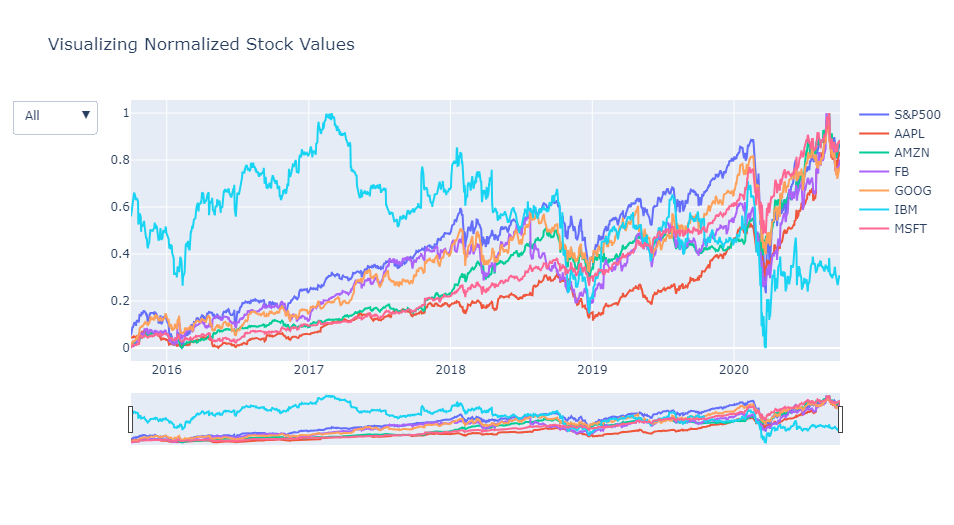 Visualizing Normalized Stock Values
All ▼
1
0.8
0.6
0.4
0.2
0
2016 2017 2018 2019 2020
S&P500
AAPL
AMZN
FB
GOOG
IBM
MSFT